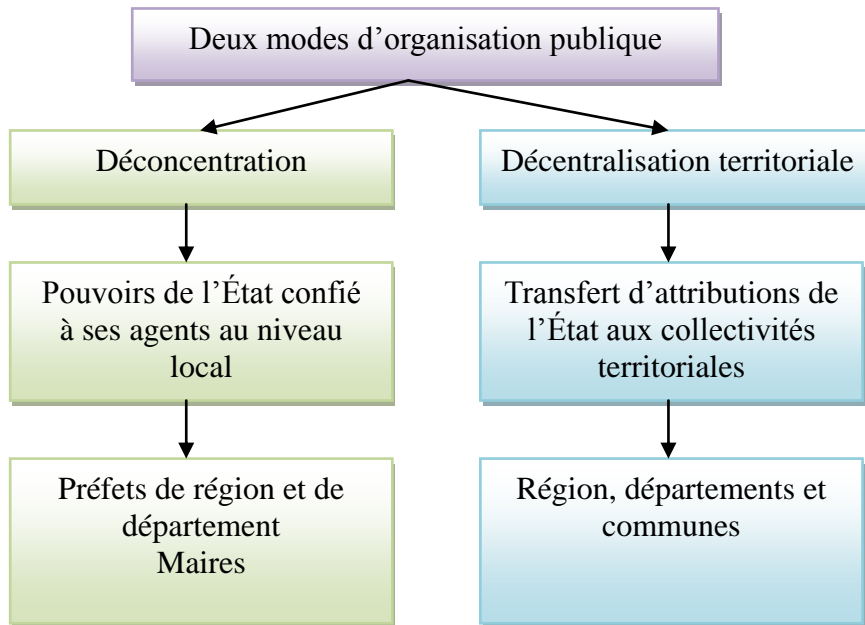 Deux modes d’organisation publique
Déconcentration
Décentralisation territoriale
Pouvoirs de l’État confié
à ses agents au niveau
local
Transfert d’attributions de
l’État aux collectivités
territoriales
Préfets de région et de
département
Maires
Région, départements et
communes